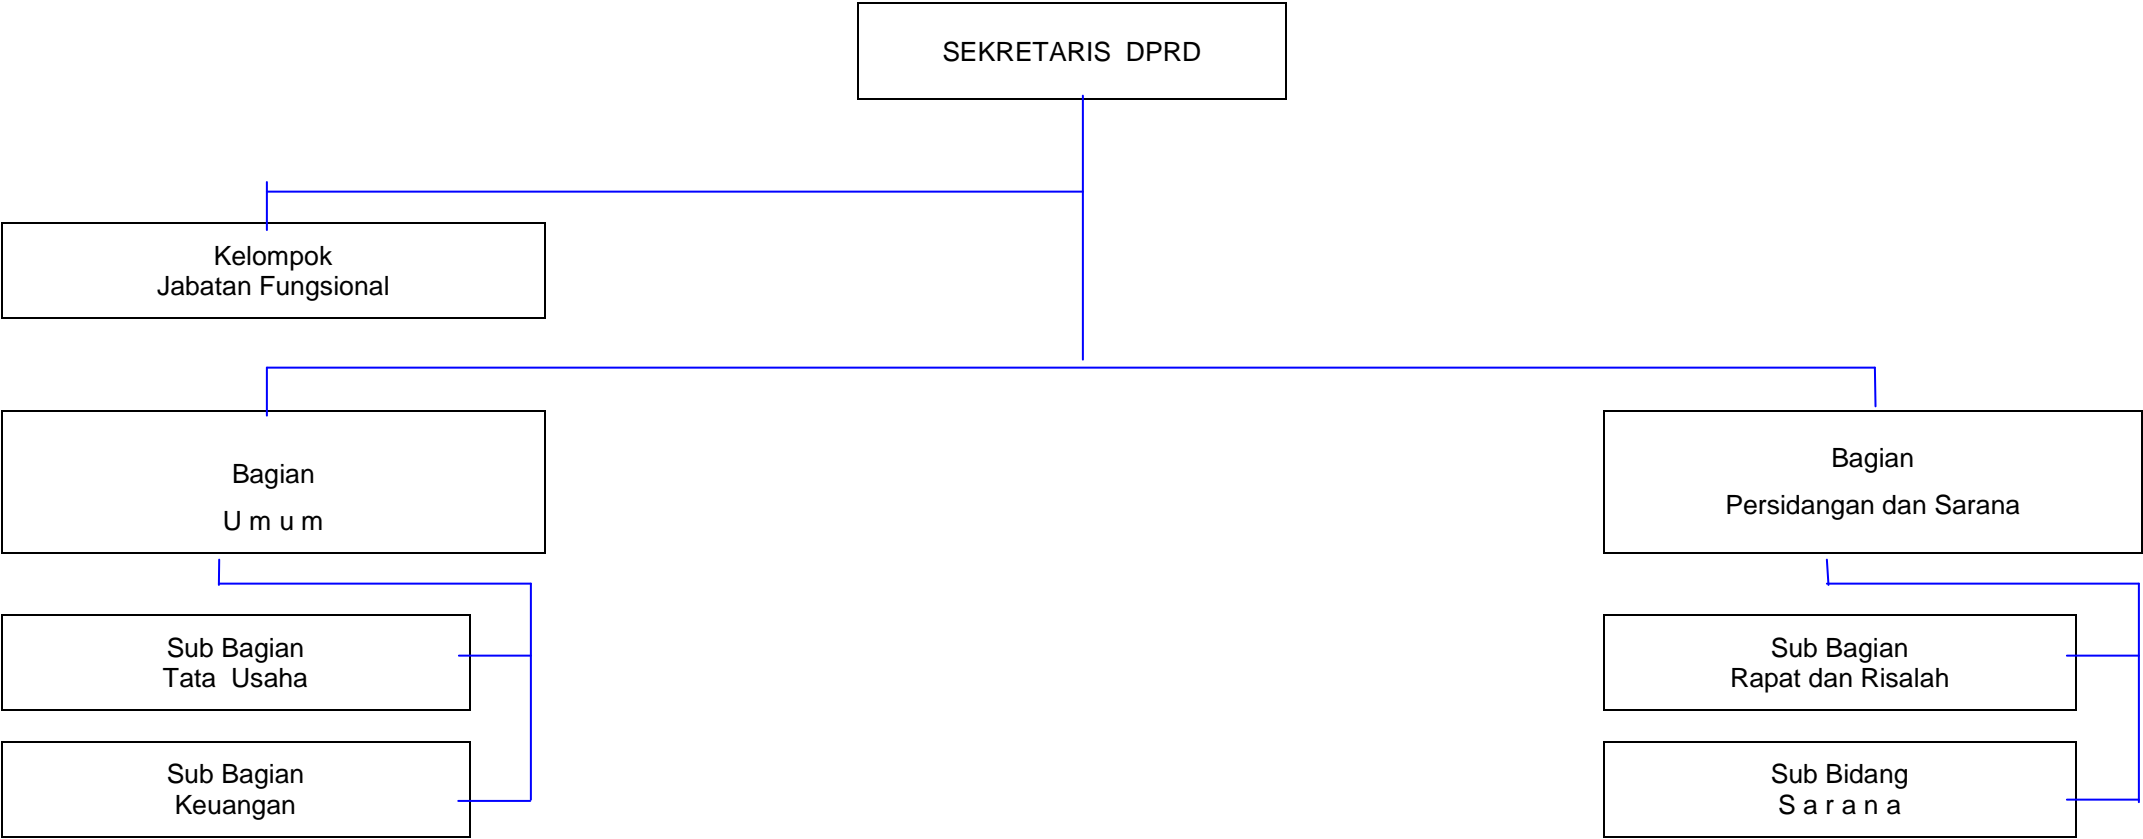 SEKRETARIS  DPRD
Kelompok
Jabatan Fungsional
Bagian
U m u m
Bagian
Persidangan dan Sarana
Sub Bagian
Tata  Usaha
Sub Bagian
Rapat dan Risalah
Sub Bagian
Keuangan
Sub Bidang
S a r a n a